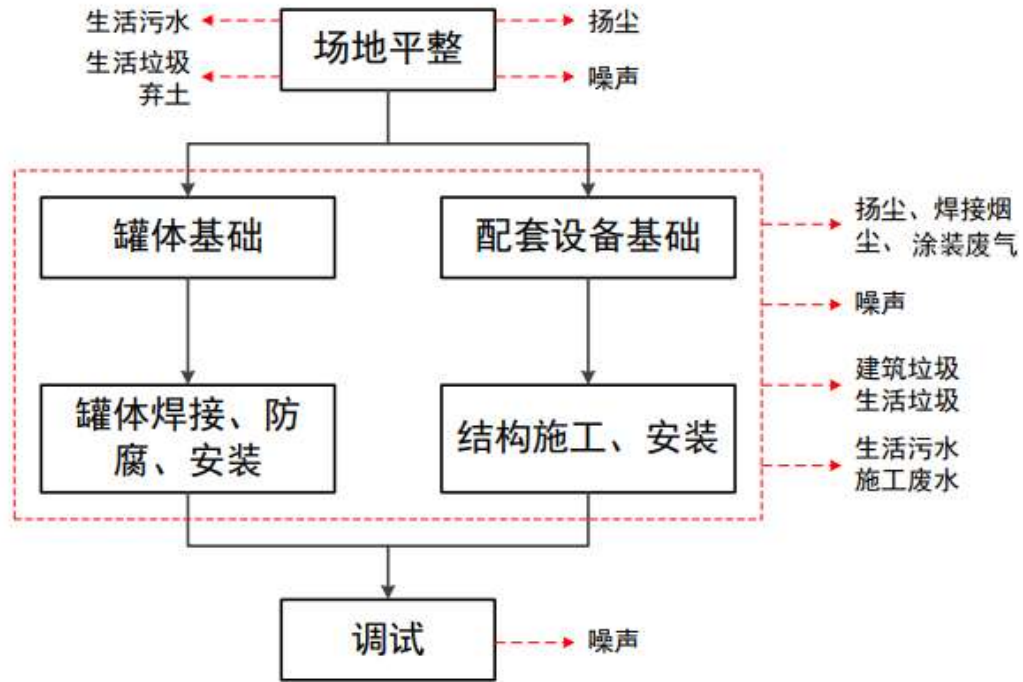 生活污水
场地平整
扬尘
生活垃圾
弃土
噪声
罐体基础
配套设备基础
扬尘、焊接烟
尘、涂装废气
噪声
罐体焊接、防
腐、安装
结构施工、安装
建筑垃圾
生活垃圾
生活污水
施工废水
调试
噪声